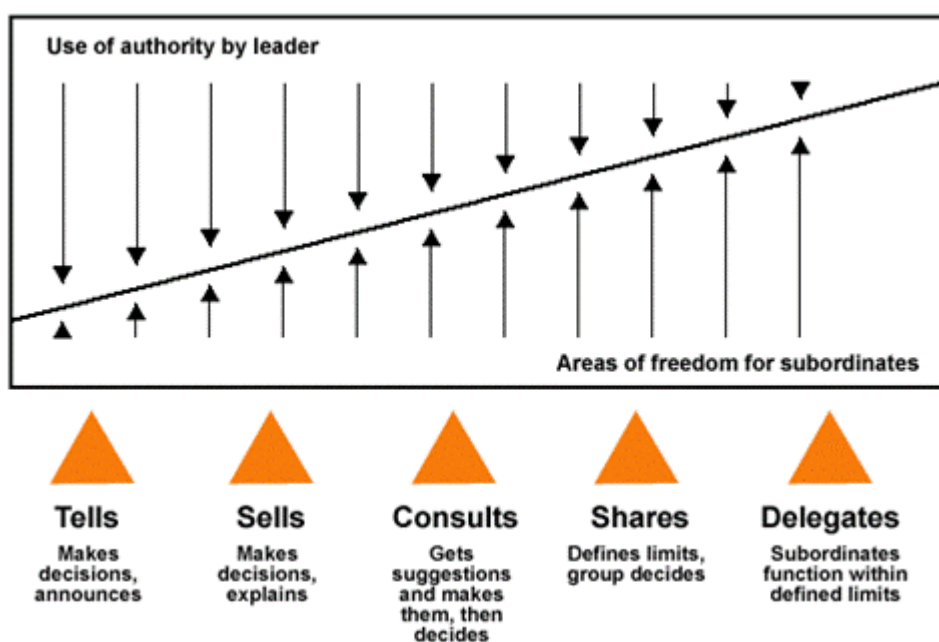 Use of authority by leader
Areas of freedom for subordinates
Tells
Makes
decisions,
announces
Sells
Makes
decisions,
explains
Consults
Gets
suggestions
and makes
them, then
decides
Shares
Defines limits,
group decides
Delegates
Subordinates
function within
defined limits